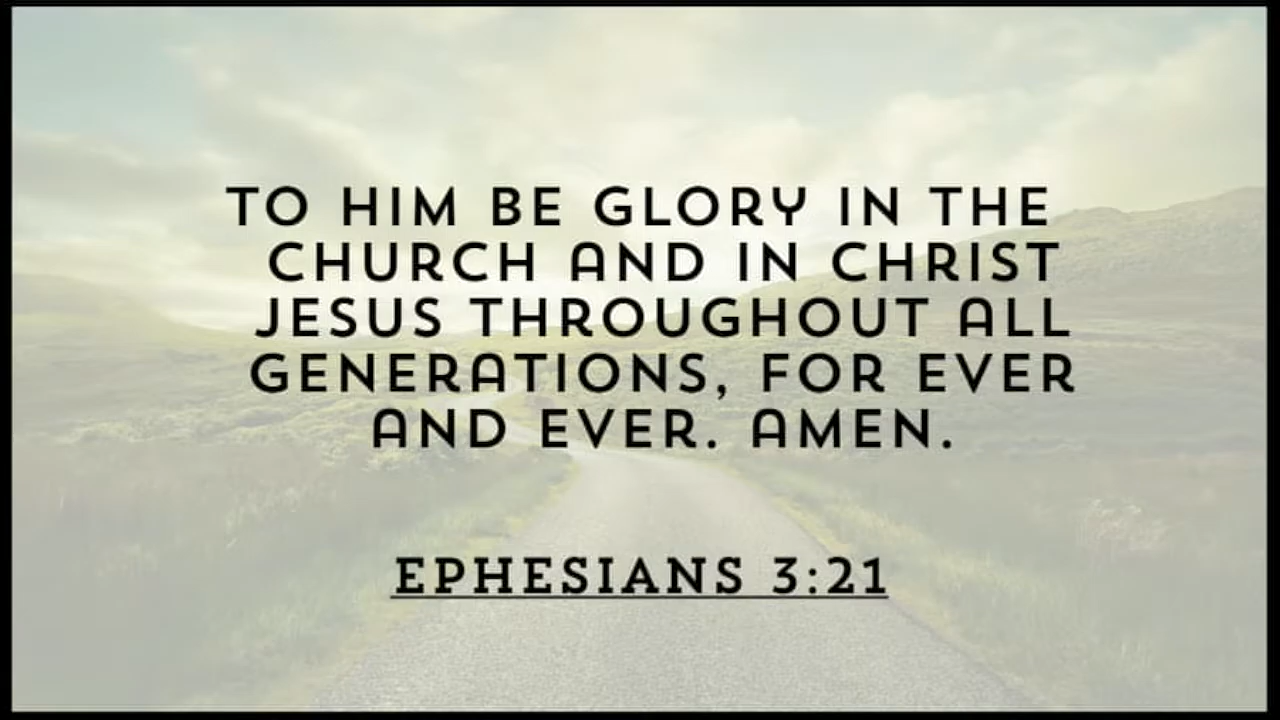 TO HIM BE GLORY IN THE
CHURCH AND IN CHRIST
JESUS THROUGHOUT ALL
GENERATIONS, FOR EVER
AND EVER. AMEN.
EPHESIANS 3:21